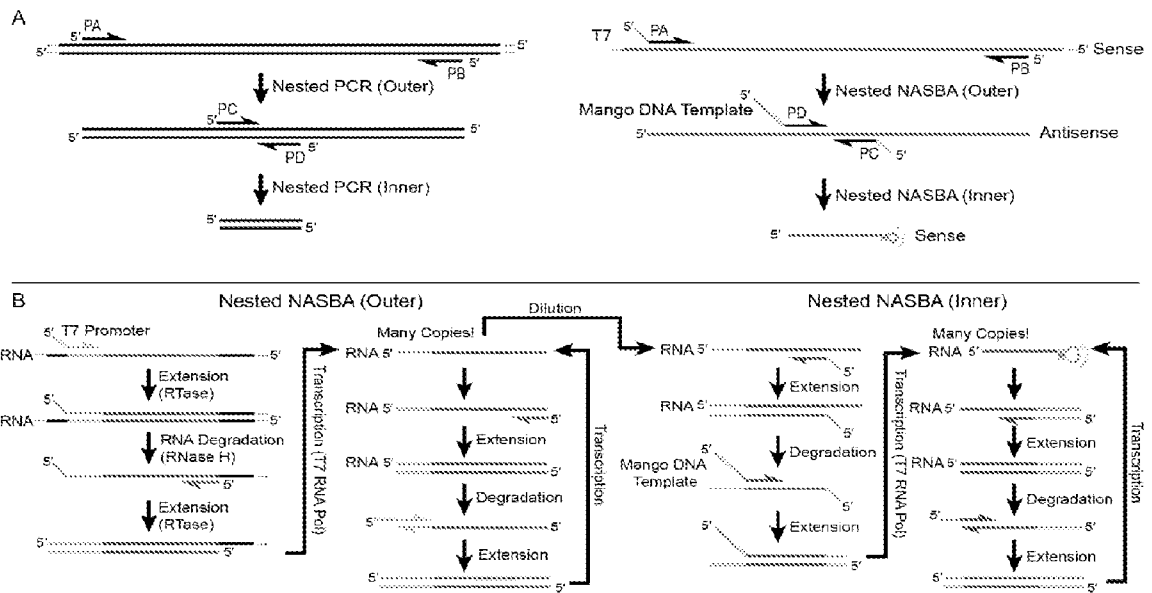 A
5'
PA
5'
5'
5'
PB
Nested PCR (Outer)
PC
5'
5'
5'
PD
5'
Nested PCR (Inner)
5'
5'
5'
T7
PA
5'
Sense
5'
PB
Nested NASBA (Outer)
5'
Mango DNA Template
PD
5'
Antisense
PC
5'
Nested NASBA (Inner)
5'
Sense
B
Nested NASBA (Outer)
5'
T7 Promoter
RNA
5'
Extension
(RTase)
5'
RNA
RNA Degradation
(RNase H)
5'
5'
Extension
(RTase)
5'
5'
Transcription (T7 RNA Pol)
Many Copies!
RNA 5'
RNA 5'
5'
Extension
RNA 5'
Degradation
5'
5'
Extension
5'
5'
Transcription
Dilution
Nested NASBA (Inner)
RNA 5'
5'
Extension
RNA
5'
Degradation
5'
Mango DNA
Template
5'
Extension
5'
5'
Transcription (T7 RNA Pol)
Many Copies!
RNA 5'
RNA 5'
5'
Extension
RNA 5'
Degradation
5'
5'
Extension
5'
5'
Transcription